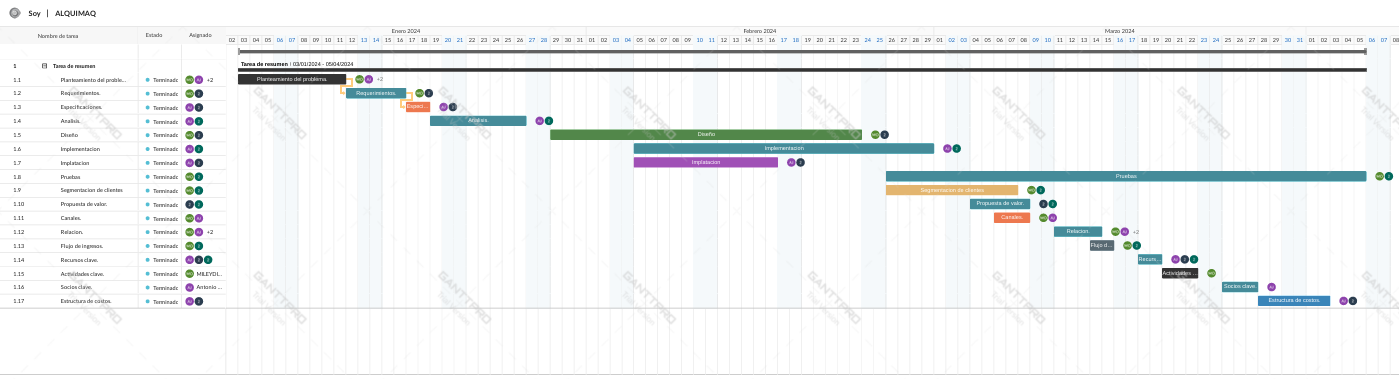 Soy | ALQUIMAQ
Nombre de tarea Estado Asignado
Enero 2024 Febrero 2024 Marzo 2024
02 03 04 05 06 07 08 09 10 11 12 13 14 15 16 17 18 19 20 21 22 23 24 25 26 27 28 29 30 31 01 02 03 04 05 06 07 08 09 10 11 12 13 14 15 16 17 18 19 20 21 22 23 24 25 26 27 28 29 01 02 03 04 05 06 07 08 09 10 11 12 13 14 15 16 17 18 19 20 21 22 23 24 25 26 27 28 29 30 31 01 02 03 04 05 06 07 08
1 Tarea de resumen
Tarea de resumen | 03/01/2024 - 05/04/2024
1.1 Planteamiento del proble... Terminado +2 Planteamiento del problema. +2
1.2 Requerimientos. Terminado Requerimientos.
1.3 Especificaciones. Terminado Especi...
1.4 Analisis. Terminado Analisis.
1.5 Diseño Terminado Diseño
1.6 Implementacion Terminado Implementacion
1.7 Implatacion Terminado Implatacion
1.8 Pruebas Terminado Pruebas
1.9 Segmentacion de clientes Terminado Segmentacion de clientes
1.10 Propuesta de valor. Terminado Propuesta de valor.
1.11 Canales. Terminado Canales.
1.12 Relacion. Terminado +2 Relacion. +2
1.13 Flujo de ingresos. Terminado Flujo d...
1.14 Recursos clave. Terminado Recurs...
1.15 Actividades clave. Terminado MILEYDI... Actividades ...
1.16 Socios clave. Terminado Antonio ... Socios clave.
1.17 Estructura de costos. Terminado Estructura de costos.
GANTTPRO
Trial version